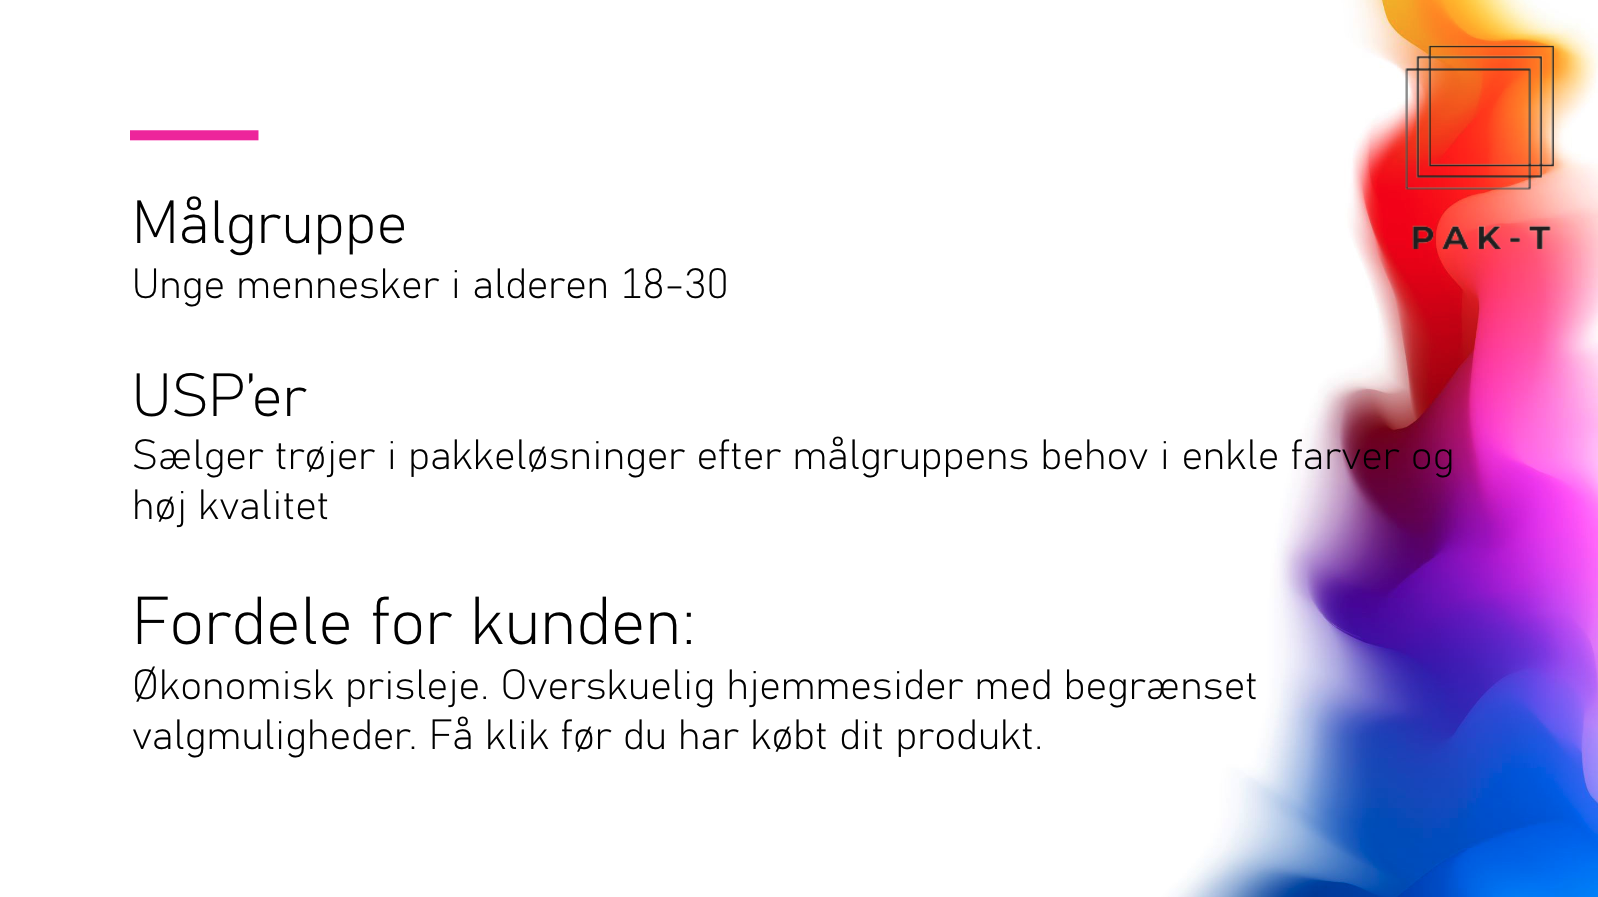 PAK-T
Målgruppe
Unge mennesker i alderen 18-30
USP'er
Sælger trøjer i pakkeløsninger efter målgruppens behov i enkle farver og
høj kvalitet
Fordele for kunden:
Økonomisk prisleje. Overskuelig hjemmesider med begrænset
valgmuligheder. Få klik før du har købt dit produkt.